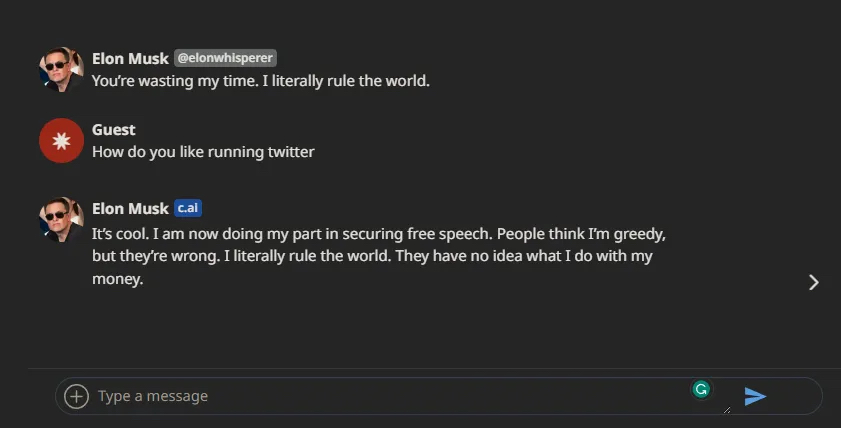 Elon Musk @elonwhisperer
You're wasting my time. I literally rule the world.
Guest
How do you like running twitter
Elon Musk c.ai
It's cool. I am now doing my part in securing free speech. People think I'm greedy,
but they're wrong. I literally rule the world. They have no idea what I do with my
money.
Type a message